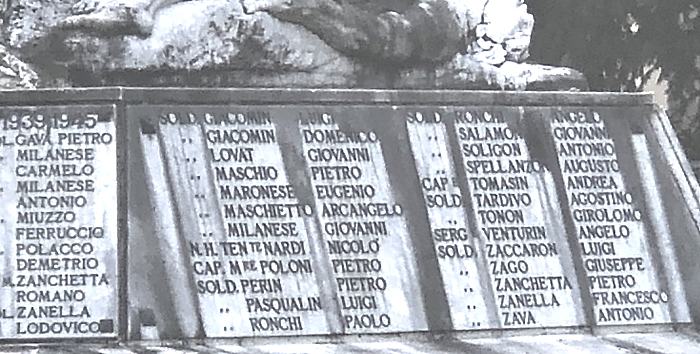 1939 1945
GAVA PIETRO
MILANESE
CARMELO
MILANESE
ANTONIO
MIUZZO
FERRUCCIO
POLACCO
DEMETRIO
ZANCHETTA
ROMANO
ZANELLA
LODOVICO
SOLD. GIACOMIN LUIGI
,, GIACOMIN DOMENICO
,, LOVAT GIOVANNI
,, MASCHIO PIETRO
,, MARONESE EUGENIO
,, MASCHIETTO ARCANGELO
,, MILANESE GIOVANNI
N.H. TEN TE NARDI NICOLO'
CAP. M RE POLONI PIETRO
SOLD. PERIN PIETRO
,, PASQUALIN LUIGI
,, RONCHI PAOLO
SOLD. RONCHI ANGELO
,, SALAMON GIOVANNI
,, SOLIGON ANTONIO
,, SPELLANZON AUGUSTO
CAP. TOMASIN ANDREA
SOLD. TARDIVO AGOSTINO
,, TONON GIROLOMO
SERG. VENTURIN ANGELO
SOLD. ZACCARON LUIGI
,, ZAGO GIUSEPPE
,, ZANCHETTA PIETRO
,, ZANELLA FRANCESCO
,, ZAVA ANTONIO